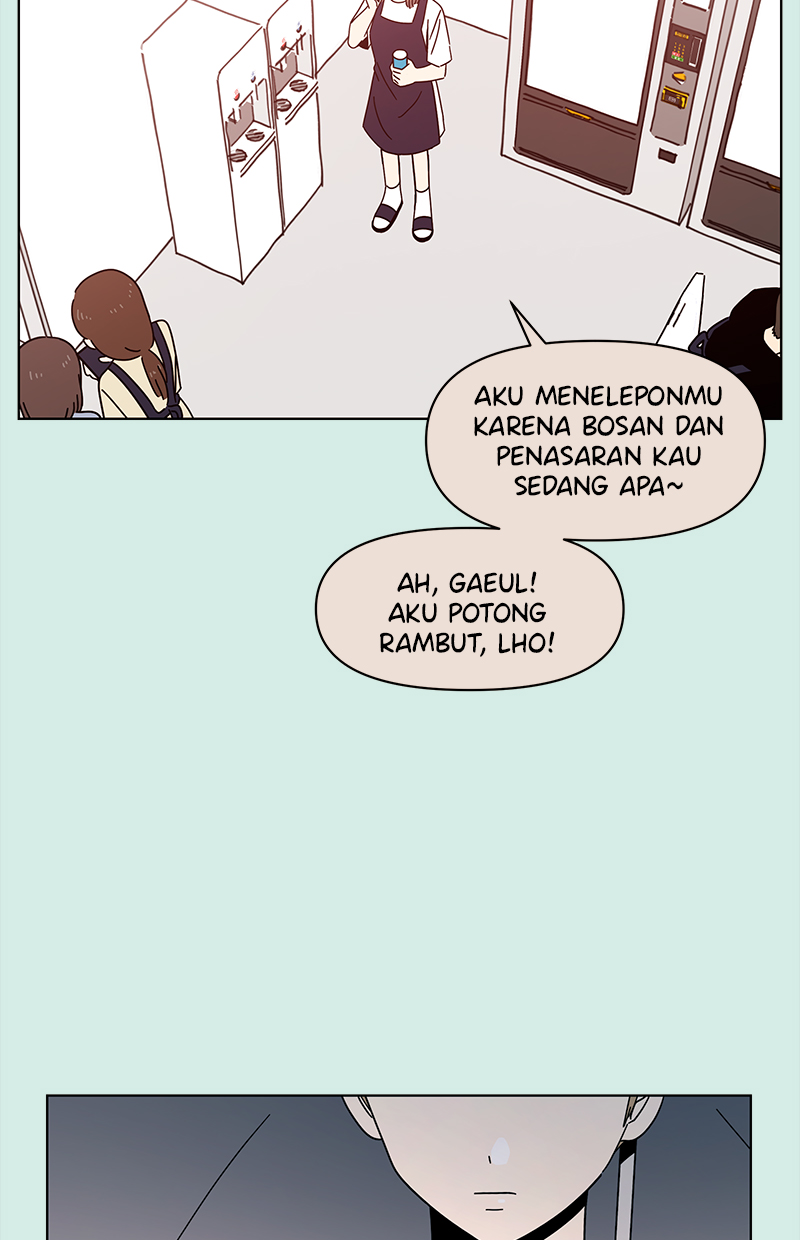 AKU MENELEPONMU
KARENA BOSAN DAN
PENASARAN KAU
SEDANG APA~
AH, GAEUL!
AKU POTONG
RAMBUT, LHO!